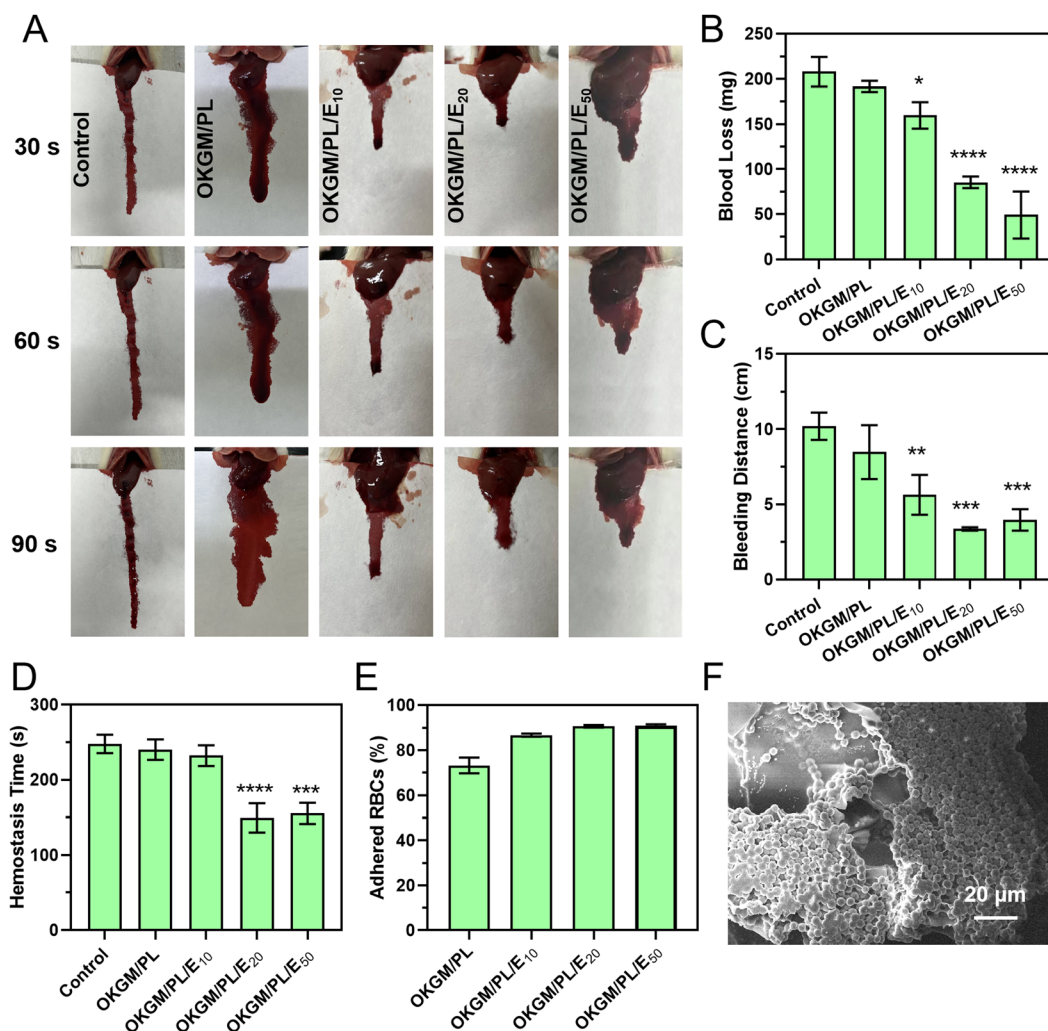 A
Control
OKGM/PL
OKGM/PL/E10
OKGM/PL/E20
OKGM/PL/E50
30 s
60 s
90 s
B
Blood Loss (mg)
250
200
150
100
50
0
*
****
****
Control
OKGM/PL
OKGM/PL/E10
OKGM/PL/E20
OKGM/PL/E50
C
Bleeding Distance (cm)
15
10
5
0
**
***
***
Control
OKGM/PL
OKGM/PL/E10
OKGM/PL/E20
OKGM/PL/E50
D
Hemostasis Time (s)
300
200
100
0
****
***
Control
OKGM/PL
OKGM/PL/E10
OKGM/PL/E20
OKGM/PL/E50
E
Adhered RBCs (%)
100
80
60
40
20
0
OKGM/PL
OKGM/PL/E10
OKGM/PL/E20
OKGM/PL/E50
F
20 μm